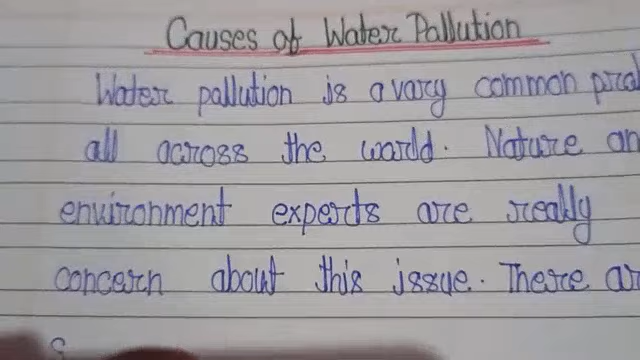 Causes of Water Pollution
Water pollution is a vary common
all across the world. Nature
environment experts are really
concern about this issue. There